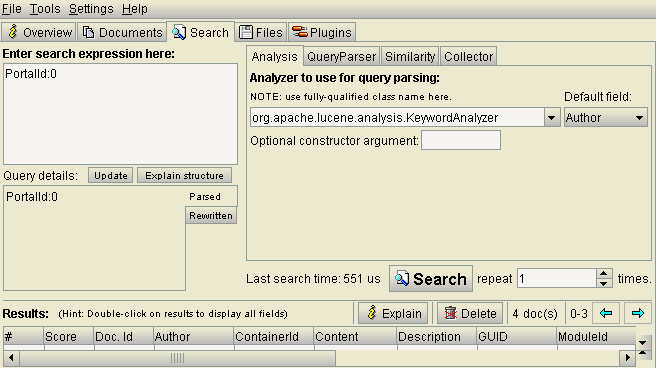 File Tools Settings Help
Overview Documents Search Files Plugins
Enter search expression here:
PortalId:0
Query details: Update Explain structure
PortalId:0
Parsed
Rewritten
Analysis QueryParser Similarity Collector
Analyzer to use for query parsing:
NOTE: use fully-qualified class name here. Default field:
org.apache.lucene.analysis.KeywordAnalyzer Author
Optional constructor argument:
Last search time: 551 us Search repeat 1 times.
Results: (Hint: Double-click on results to display all fields) Explain Delete 4 doc(s) 0-3
# Score Doc. Id Author ContainerId Content Description GUID ModuleId